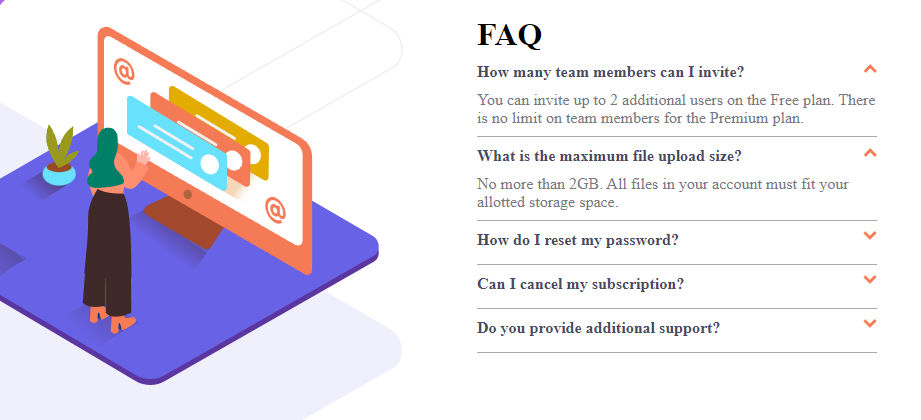 @
@
FAQ
How many team members can I invite?
You can invite up to 2 additional users on the Free plan. There
is no limit on team members for the Premium plan.
What is the maximum file upload size?
No more than 2GB. All files in your account must fit your
allotted storage space.
How do I reset my password?
Can I cancel my subscription?
Do you provide additional support?